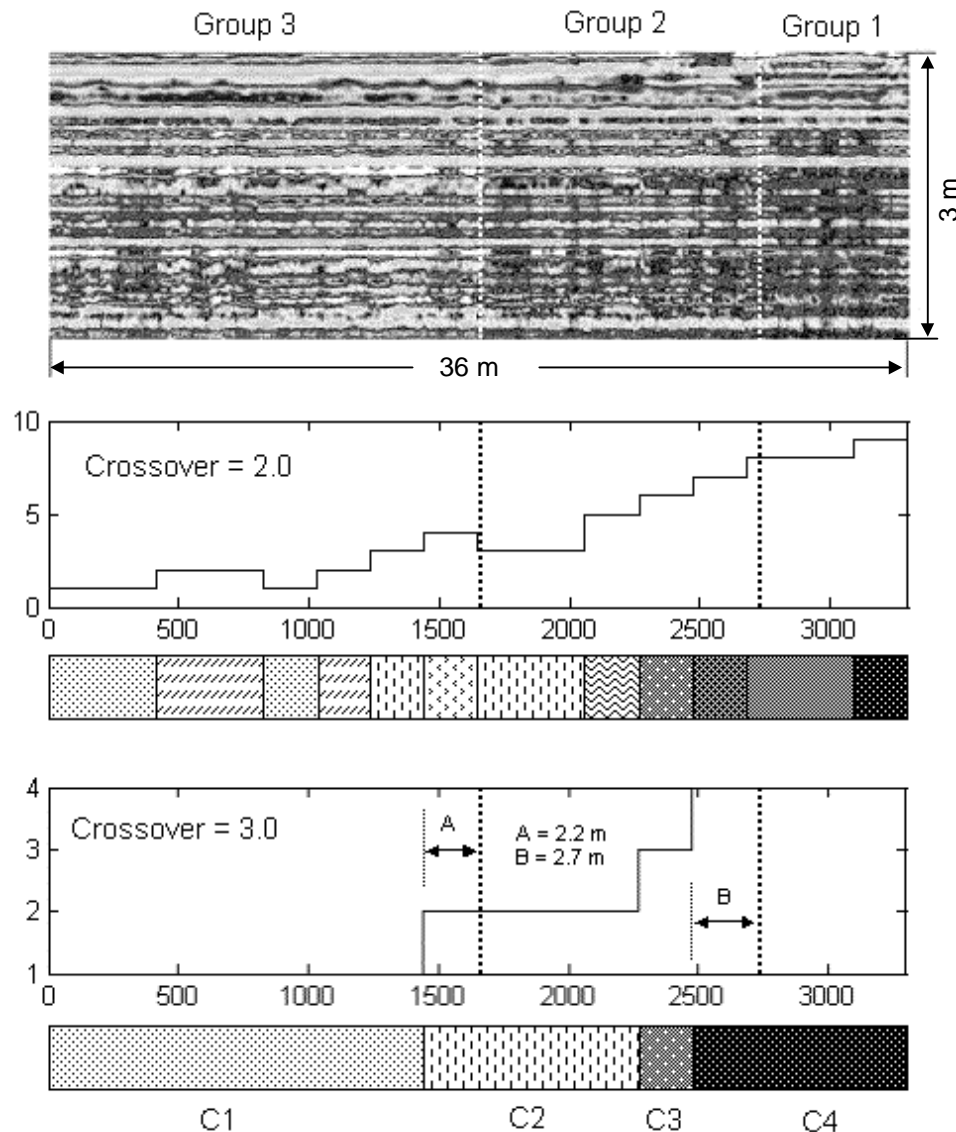 Group 3 Group 2 Group 1
3 m
36 m
10
Crossover = 2.0
5
0
0 500 1000 1500 2000 2500 3000
4
Crossover = 3.0
A
A = 2.2 m
B = 2.7 m
3
B
2
1
0 500 1000 1500 2000 2500 3000
C1 C2 C3 C4